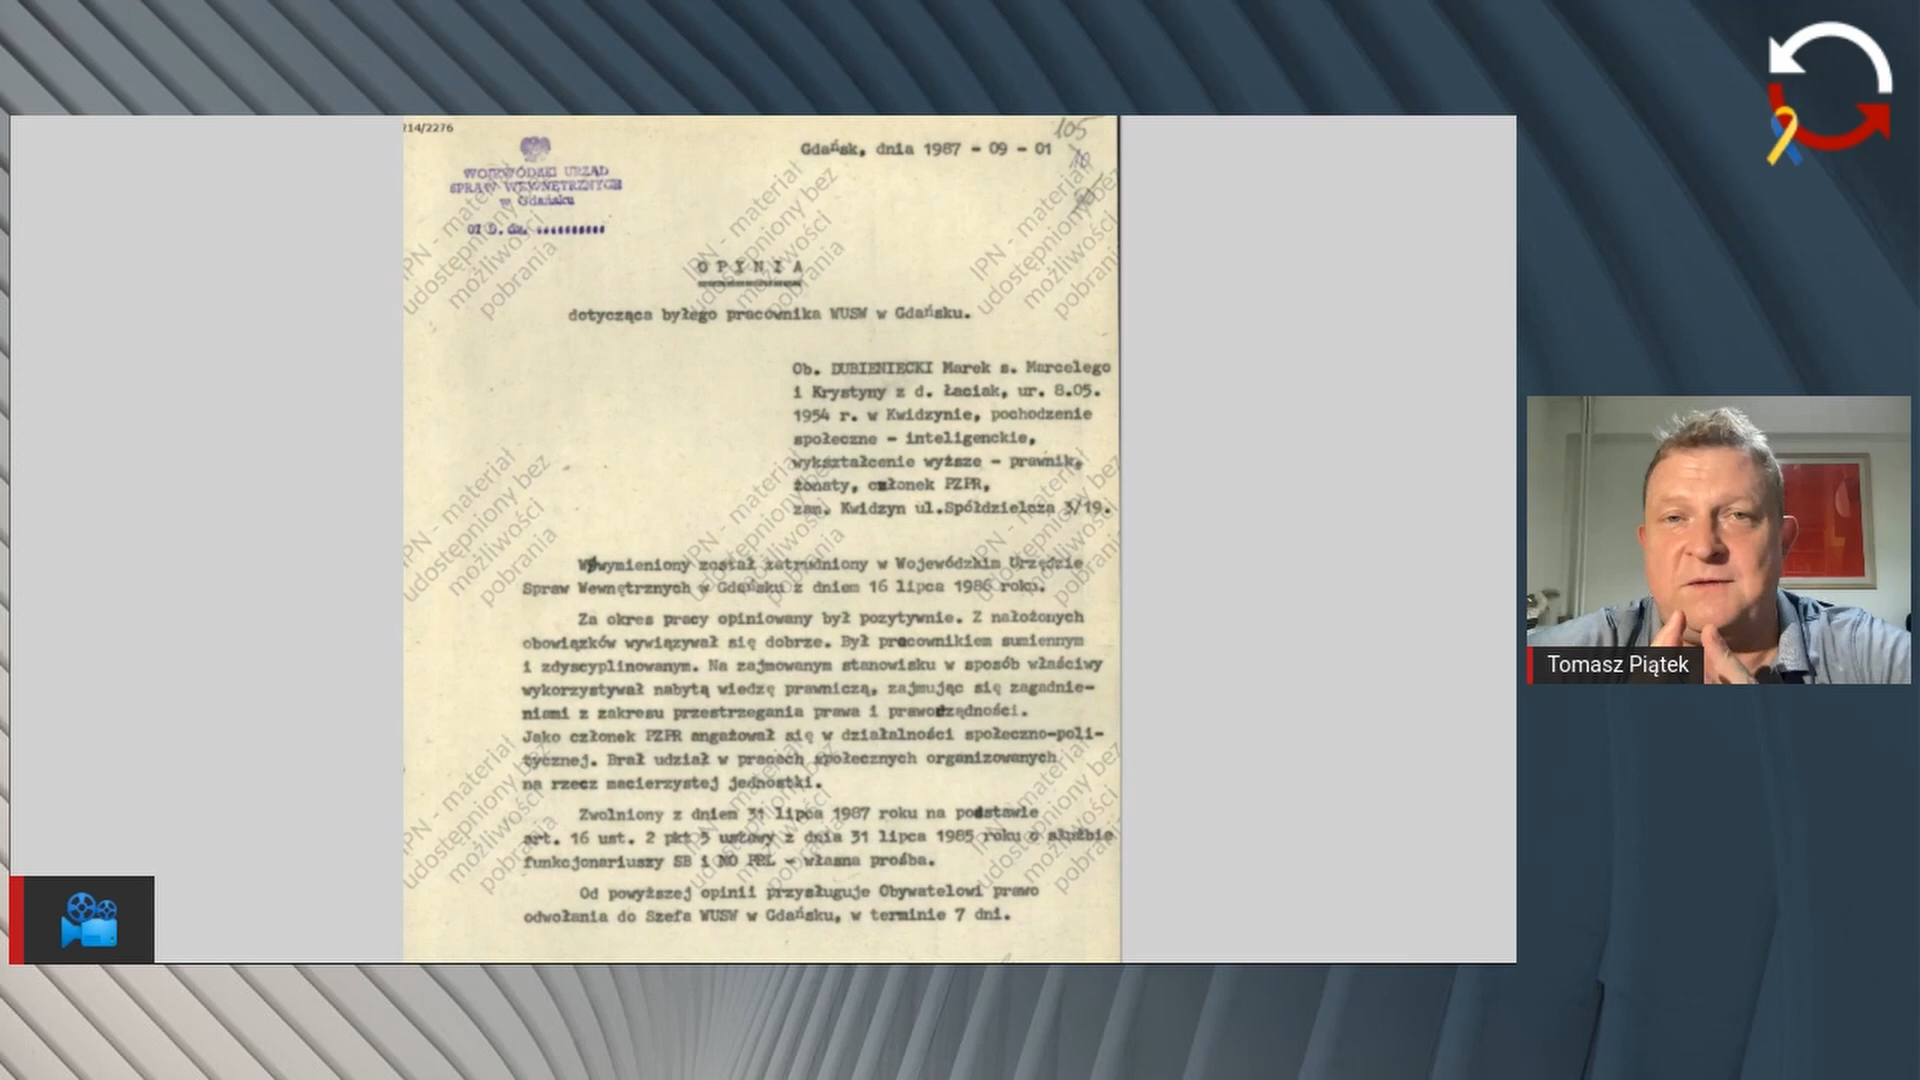 214/2276
105
Gdańsk, dnia 1987 - 09 - 01
WOJEWÓDZKI URZĄD
SPRAW WEWNĘTRZNYCH
w Gdańsku
O P I N I A
dotycząca byłego pracownika WUSW w Gdańsku.
Ob. DUBIENIECKI Marek s. Marcelego
i Krystyny z d. Łaciak, ur. 8.05.
1954 r. w Kwidzynie, pochodzenie
społeczne - inteligenckie,
wykształcenie wyższe - prawnik,
żonaty, członek PZPR,
zam. Kwidzyn ul.Spółdzielcza 3/19.
Wymieniony został zatrudniony w Wojewódzkim Urzędzie
Spraw Wewnętrznych w Gdańsku z dniem 16 lipca 1986 roku.
Za okres pracy opiniowany był pozytywnie. Z nałożonych
obowiązków wywiązywał się dobrze. Był pracownikiem sumiennym
i zdyscyplinowanym. Na zajmowanym stanowisku w sposób właściwy
wykorzystywał nabytą wiedzę prawniczą, zajmując się zagadnie-
niami z zakresu przestrzegania prawa i praworządności.
Jako członek PZPR angażował się w działalności społeczno-poli-
tycznej. Brał udział w pracach społecznych organizowanych
na rzecz macierzystej jednostki.
Zwolniony z dniem 31 lipca 1987 roku na podstawie
art. 16 ust. 2 pkt 5 ustawy z dnia 31 lipca 1985 roku o służbie
funkcjonariuszy SB i MO PRL - własna prośba.
Od powyższej opinii przysługuje Obywatelowi prawo
odwołania do Szefa WUSW w Gdańsku, w terminie 7 dni.
IPN - materiał
udostępniony bez
możliwości
pobrania
Tomasz Piątek